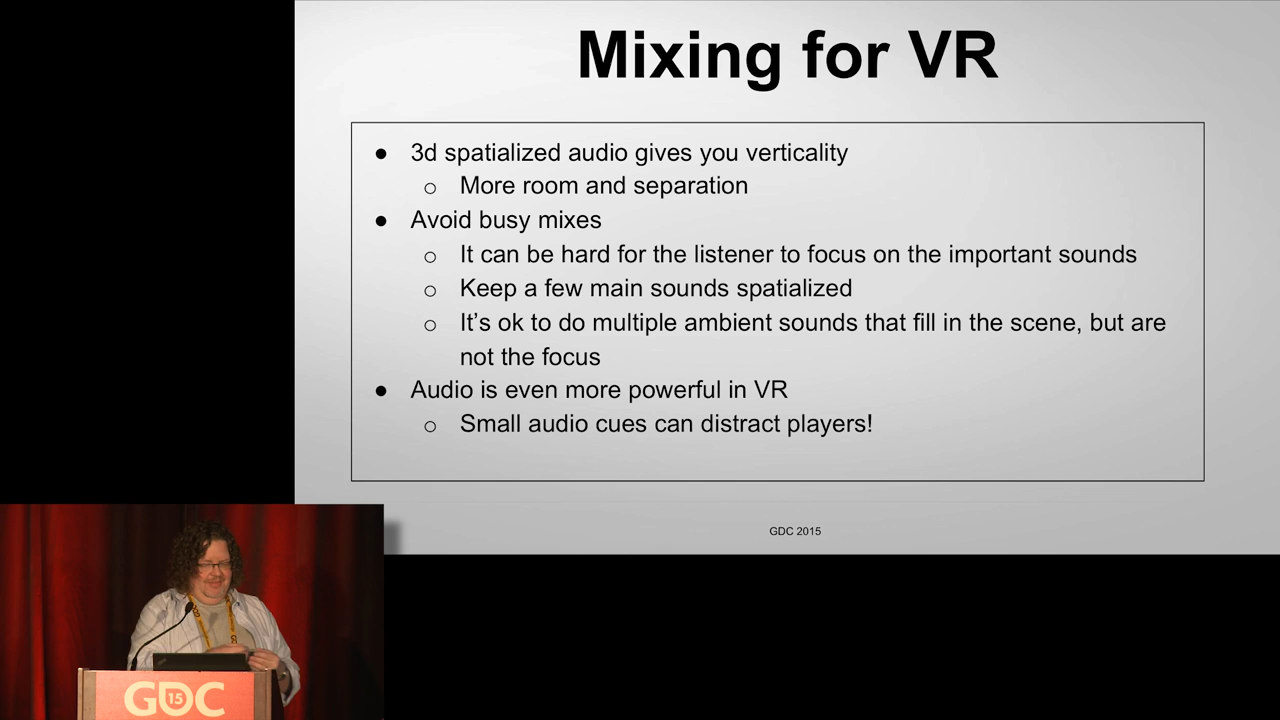 Mixing for VR
● 3d spatialized audio gives you verticality
o More room and separation
● Avoid busy mixes
o It can be hard for the listener to focus on the important sounds
o Keep a few main sounds spatialized
o It’s ok to do multiple ambient sounds that fill in the scene, but are
not the focus
● Audio is even more powerful in VR
o Small audio cues can distract players!
GDC 2015
GDC
15